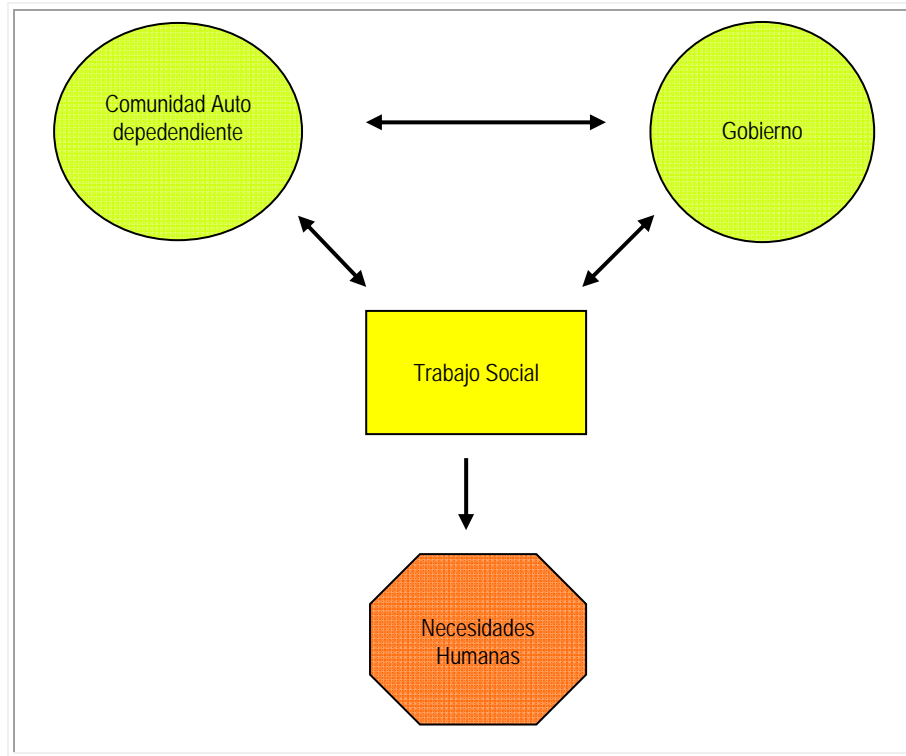 Comunidad Auto
depedendiente
Gobierno
Trabajo Social
Necesidades
Humanas